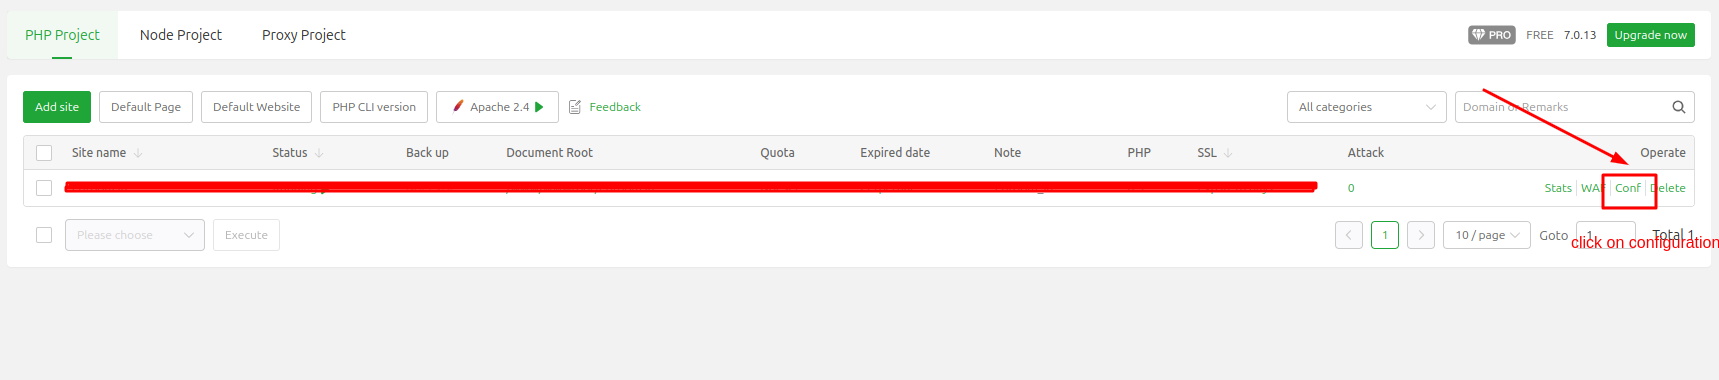 PHP Project Node Project Proxy Project PRO FREE 7.0.13 Upgrade now
Add site Default Page Default Website PHP CLI version Apache 2.4 Feedback All categories Domain or Remarks
Site name Status Back up Document Root Quota Expired date Note PHP SSL Attack Operate
0 Stats WAF Conf Delete
Please choose Execute 1 10 / page Goto 1 Total 1
click on configuration